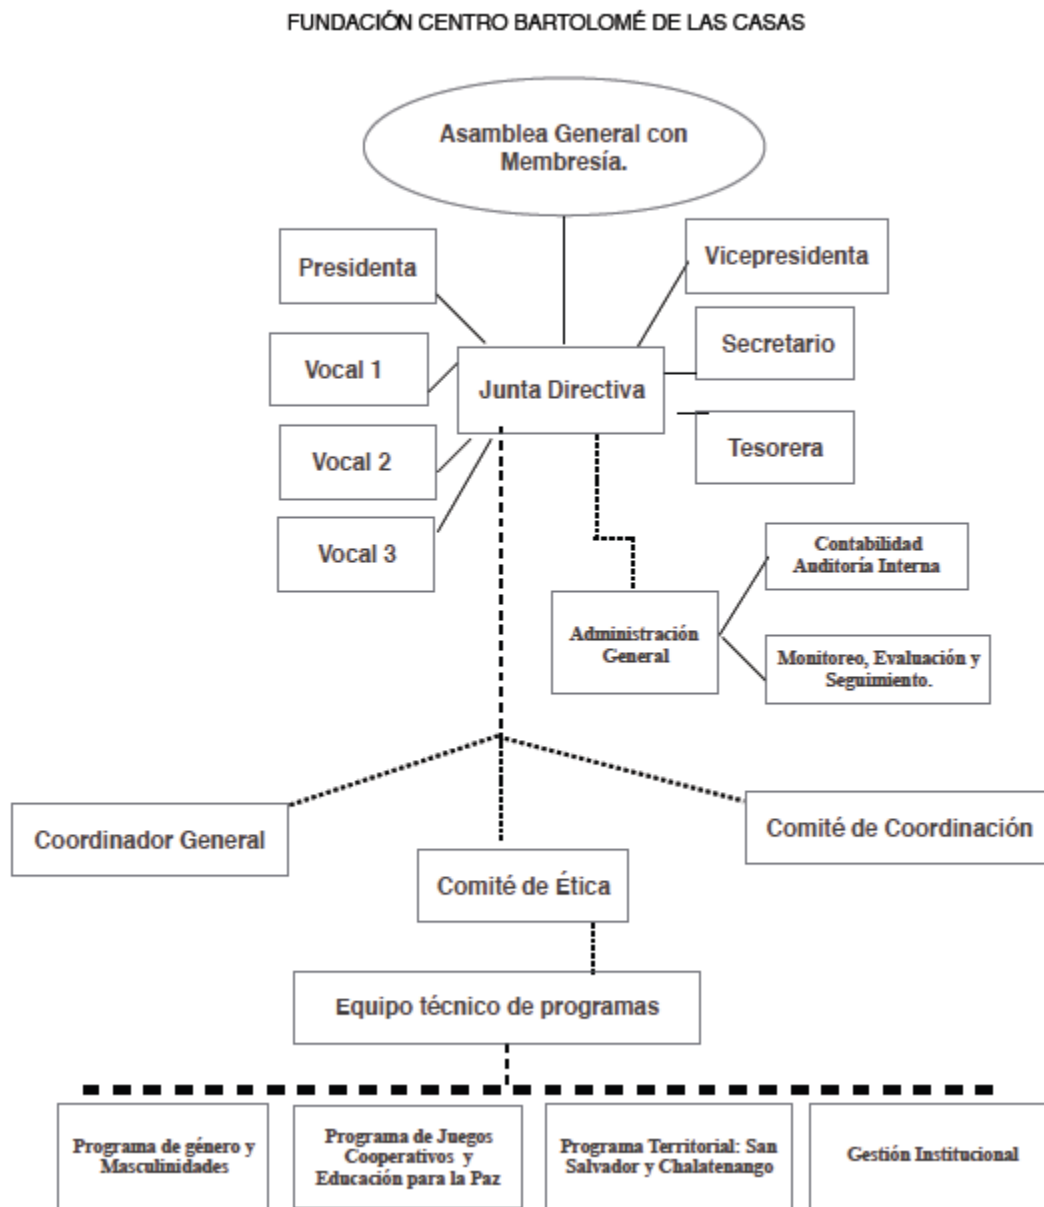 FUNDACIÓN CENTRO BARTOLOMÉ DE LAS CASAS
Asamblea General con
Membresía.
Presidenta
Vicepresidenta
Vocal 1
Secretario
Junta Directiva
Vocal 2
Tesorera
Vocal 3
Contabilidad
Auditoría Interna
Administración
General
Monitoreo, Evaluación y
Seguimiento.
Coordinador General
Comité de Coordinación
Comité de Ética
Equipo técnico de programas
Programa de género y
Masculinidades
Programa de Juegos
Cooperativos y
Educación para la Paz
Programa Territorial: San
Salvador y Chalatenango
Gestión Institucional